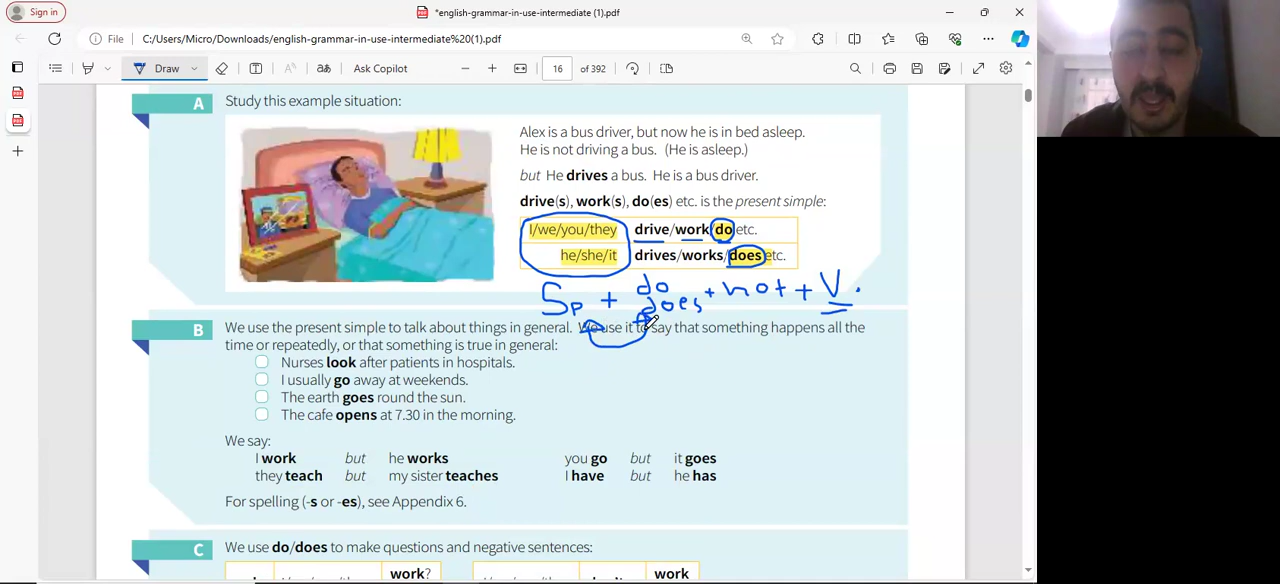 Sign in
*english-grammar-in-use-intermediate (1).pdf
File C:/Users/Micro/Downloads/english-grammar-in-use-intermediate%20(1).pdf
Draw
Ask Copilot
16 of 392
A Study this example situation:
Alex is a bus driver, but now he is in bed asleep.
He is not driving a bus. (He is asleep.)
but He drives a bus. He is a bus driver.
drive(s), work(s), do(es) etc. is the present simple:
I/we/you/they drive/work do etc.
he/she/it drives/works/does etc.
Sp + do does + not + V.
B We use the present simple to talk about things in general. We use it to say that something happens all the
time or repeatedly, or that something is true in general:
Nurses look after patients in hospitals.
I usually go away at weekends.
The earth goes round the sun.
The cafe opens at 7.30 in the morning.
We say:
I work but he works you go but it goes
they teach but my sister teaches I have but he has
For spelling (-s or -es), see Appendix 6.
C We use do/does to make questions and negative sentences:
work?
work